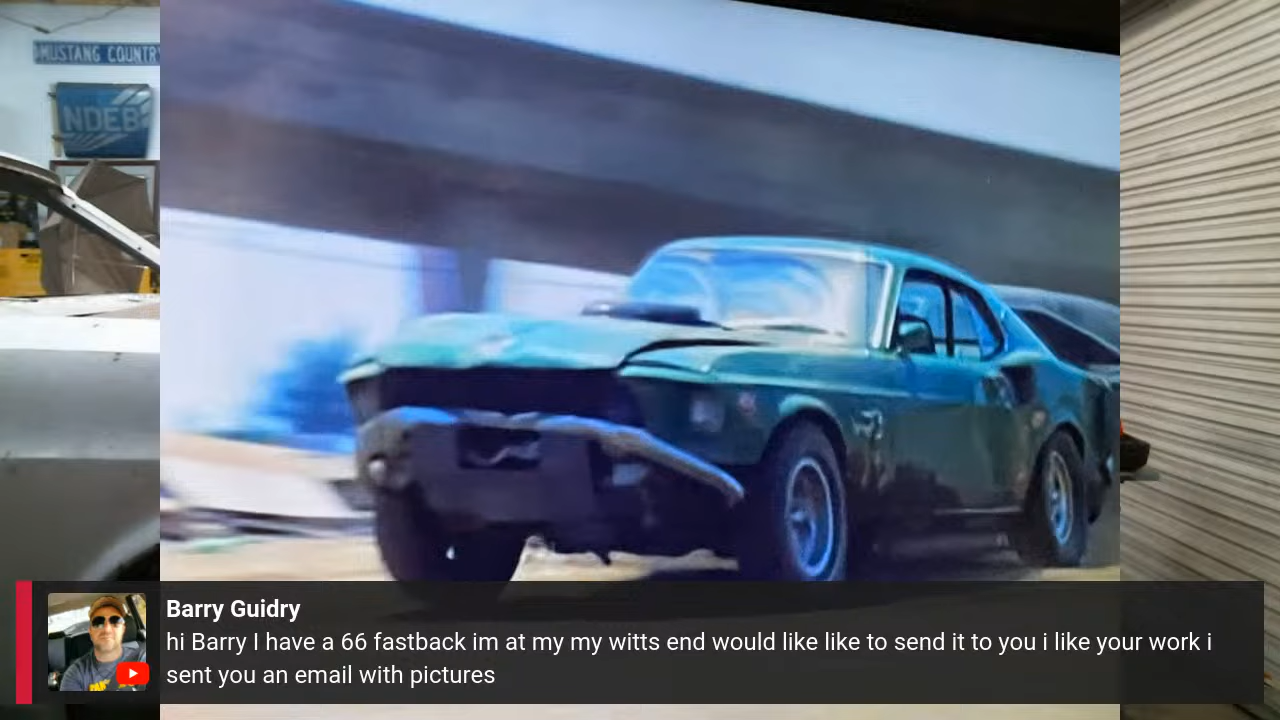 MUSTANG COUNTRY
NDEB
Barry Guidry
hi Barry I have a 66 fastback im at my my witts end would like like to send it to you i like your work i
sent you an email with pictures